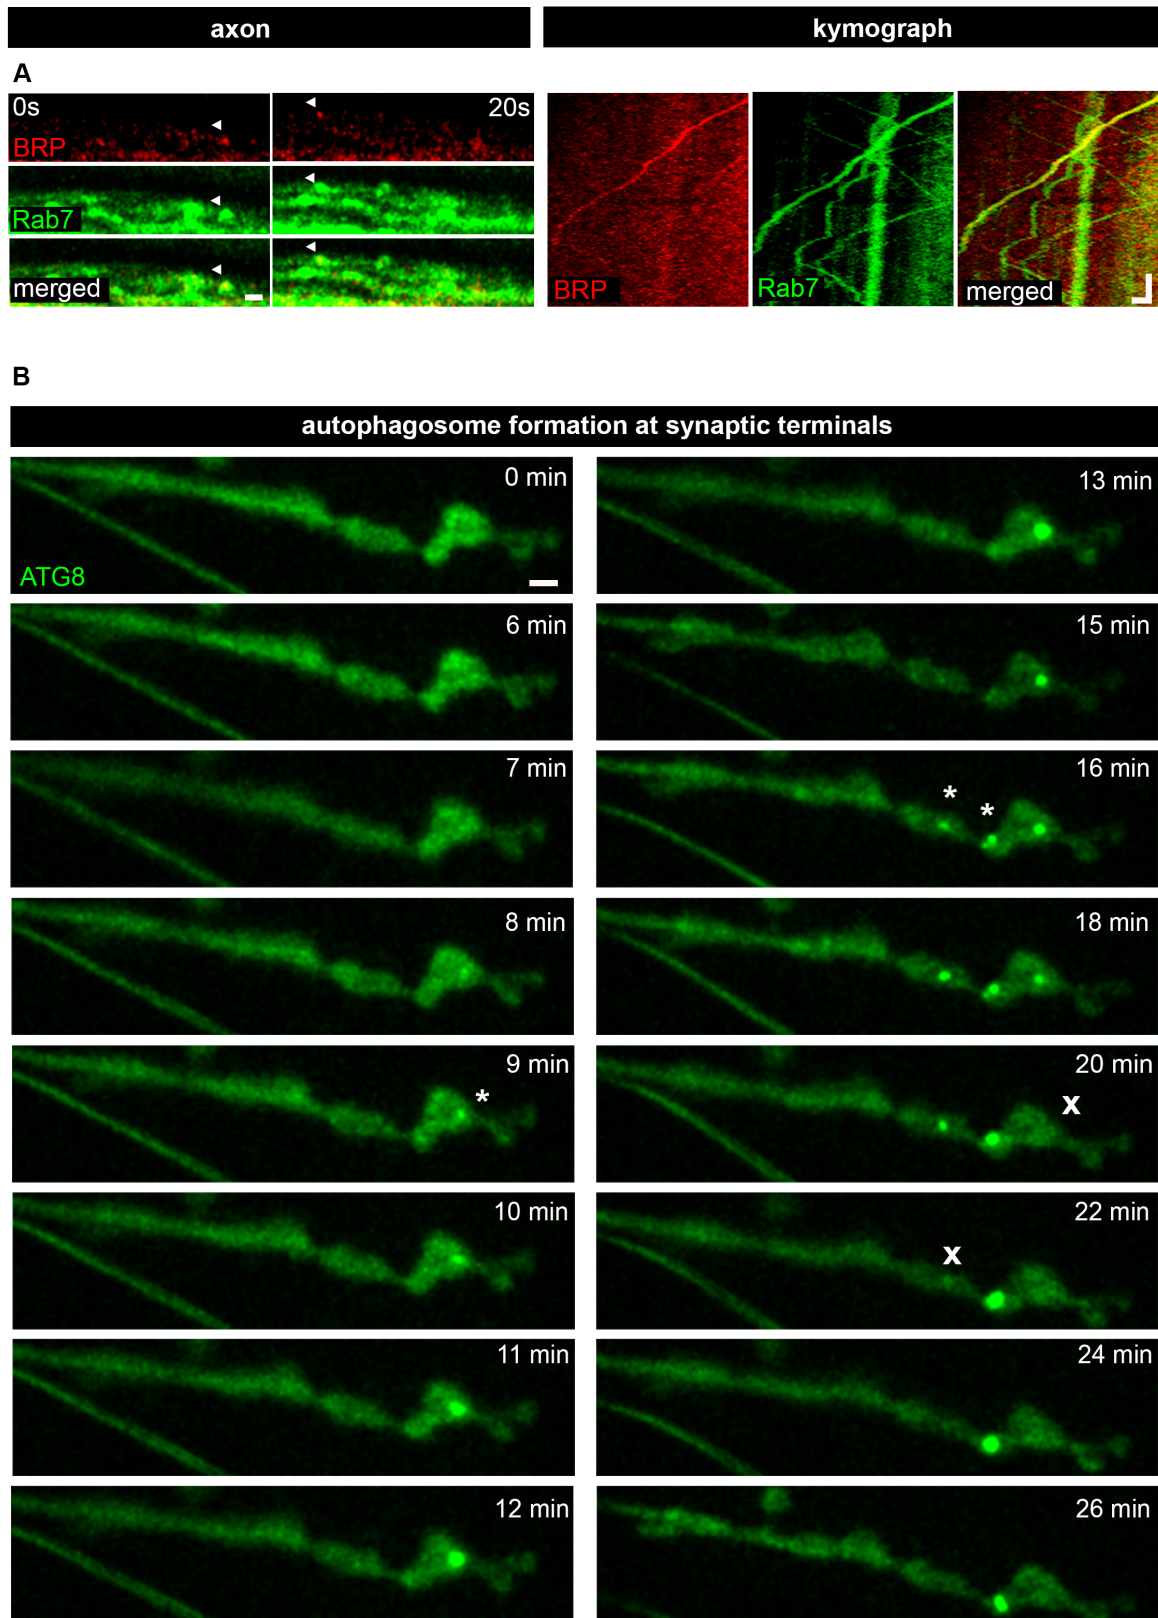 axon
kymograph
A
0s
20s
BRP
Rab7
merged
BRP
Rab7
merged
B
autophagosome formation at synaptic terminals
0 min
ATG8
6 min
7 min
8 min
9 min
*
10 min
11 min
12 min
13 min
15 min
16 min
*
*
18 min
20 min
x
22 min
x
24 min
26 min